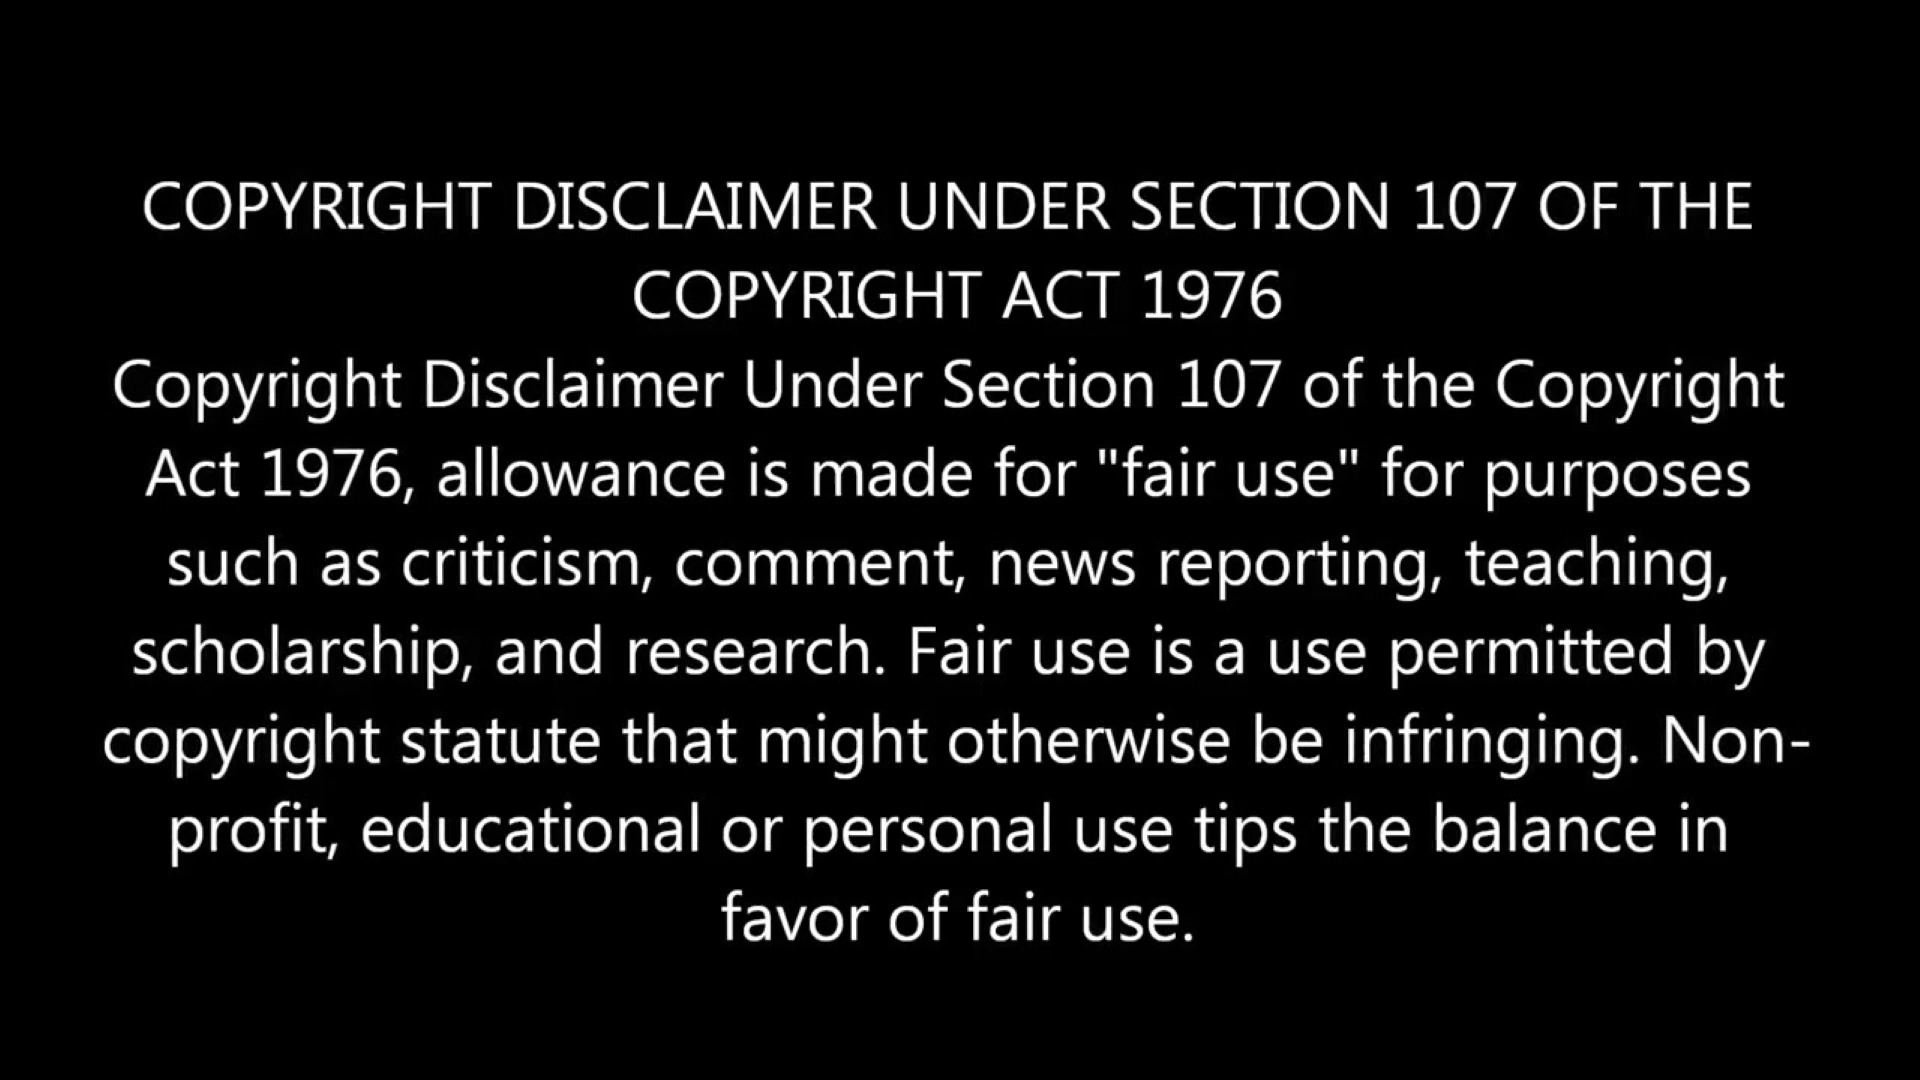 COPYRIGHT DISCLAIMER UNDER SECTION 107 OF THE
COPYRIGHT ACT 1976
Copyright Disclaimer Under Section 107 of the Copyright
Act 1976, allowance is made for "fair use" for purposes
such as criticism, comment, news reporting, teaching,
scholarship, and research. Fair use is a use permitted by
copyright statute that might otherwise be infringing. Non-
profit, educational or personal use tips the balance in
favor of fair use.